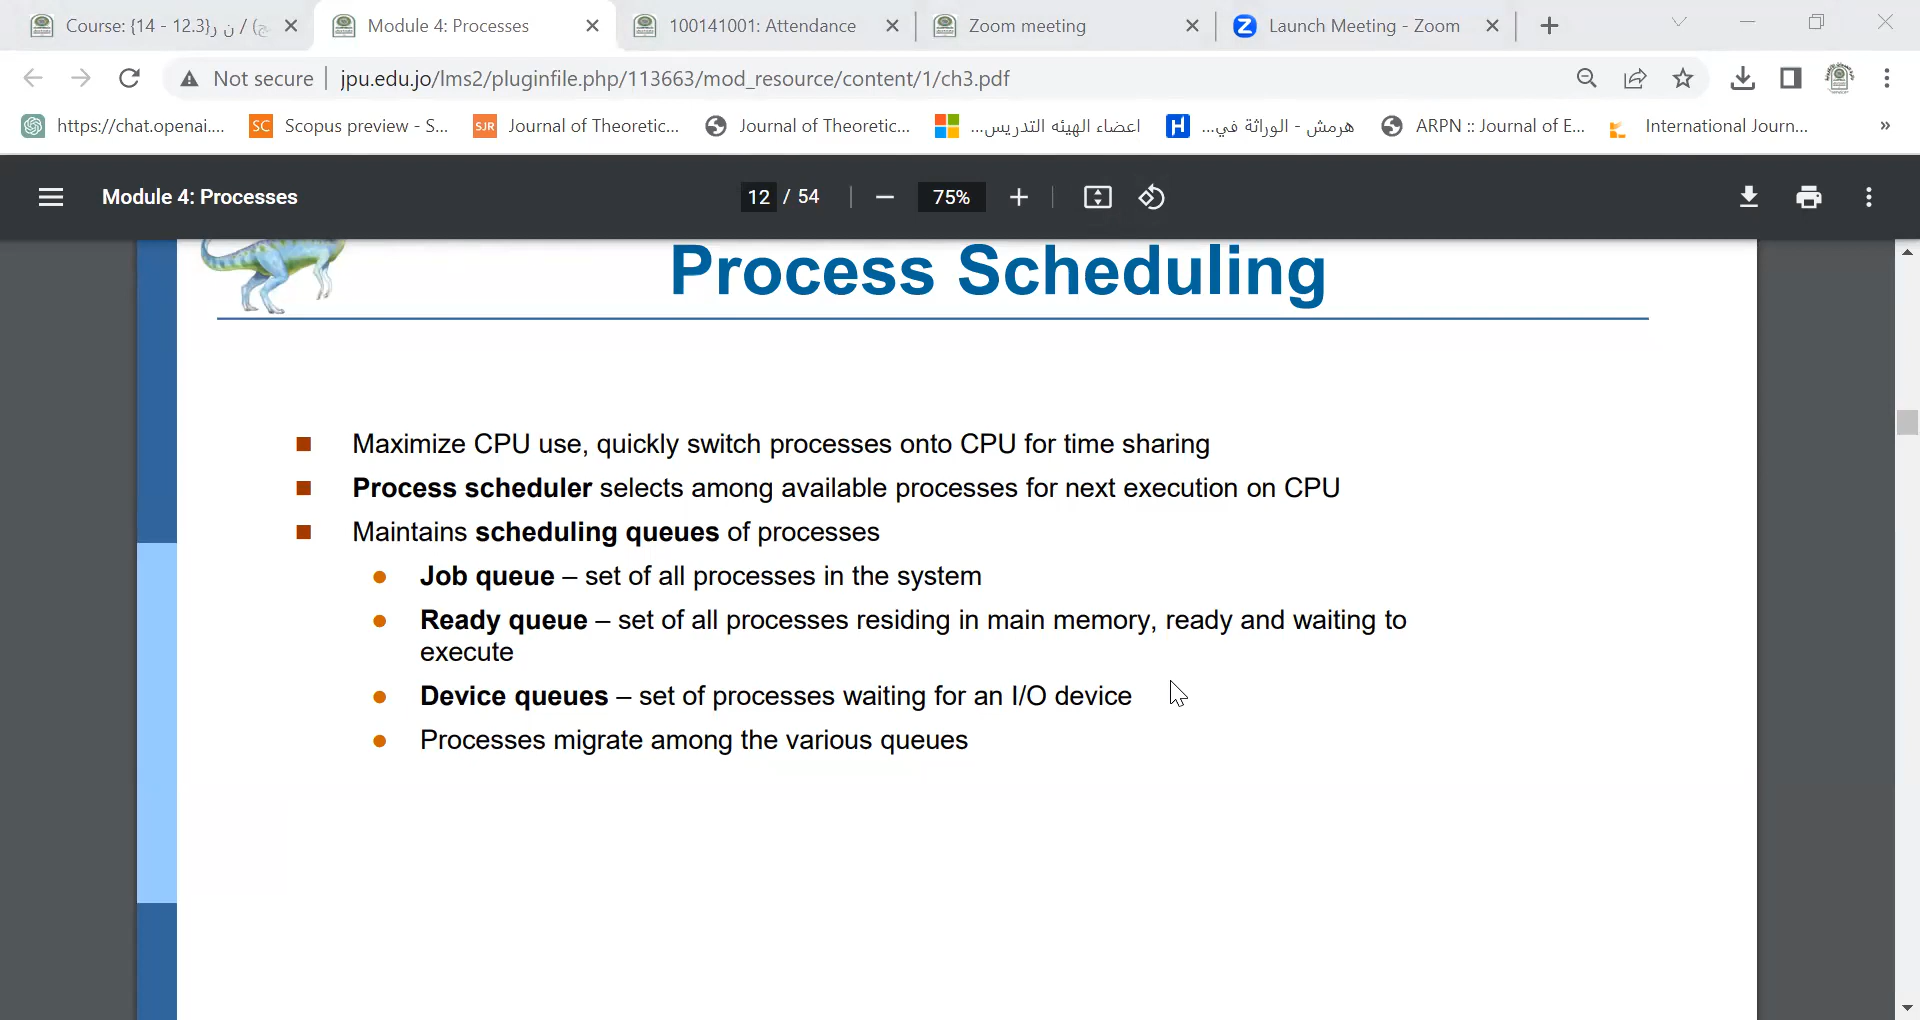 Course: {14 - 12.3}ن ر / (ج
Module 4: Processes
100141001: Attendance
Zoom meeting
Launch Meeting - Zoom
Not secure
jpu.edu.jo/lms2/pluginfile.php/113663/mod_resource/content/1/ch3.pdf
https://chat.openai....
SC Scopus preview - S...
SJR Journal of Theoretic...
Journal of Theoretic...
اعضاء الهيئه التدريس...
H هرمش - الوراثة في...
ARPN :: Journal of E...
International Journ...
»
Module 4: Processes
12 / 54
75%
Process Scheduling
Maximize CPU use, quickly switch processes onto CPU for time sharing
Process scheduler selects among available processes for next execution on CPU
Maintains scheduling queues of processes
Job queue – set of all processes in the system
Ready queue – set of all processes residing in main memory, ready and waiting to
execute
Device queues – set of processes waiting for an I/O device
Processes migrate among the various queues